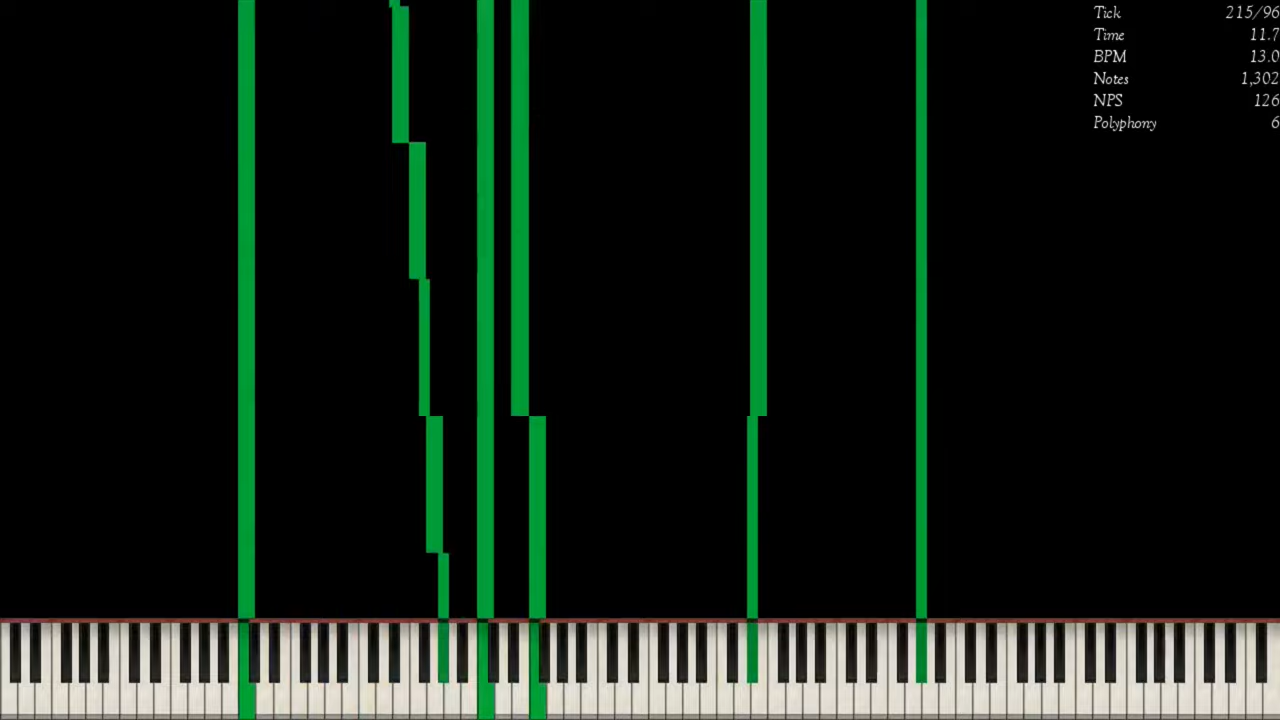 Tick 215/96
Time 11.7
BPM 13.0
Notes 1,302
NPS 126
Polyphony 6